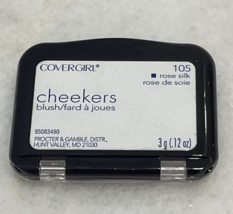 COVERGIRL®
105
■ rose silk
rose de soie
cheekers
blush/fard à joues
95083490
PROCTER & GAMBLE, DISTR.,
HUNT VALLEY, MD 21030
3 g (.12 oz)